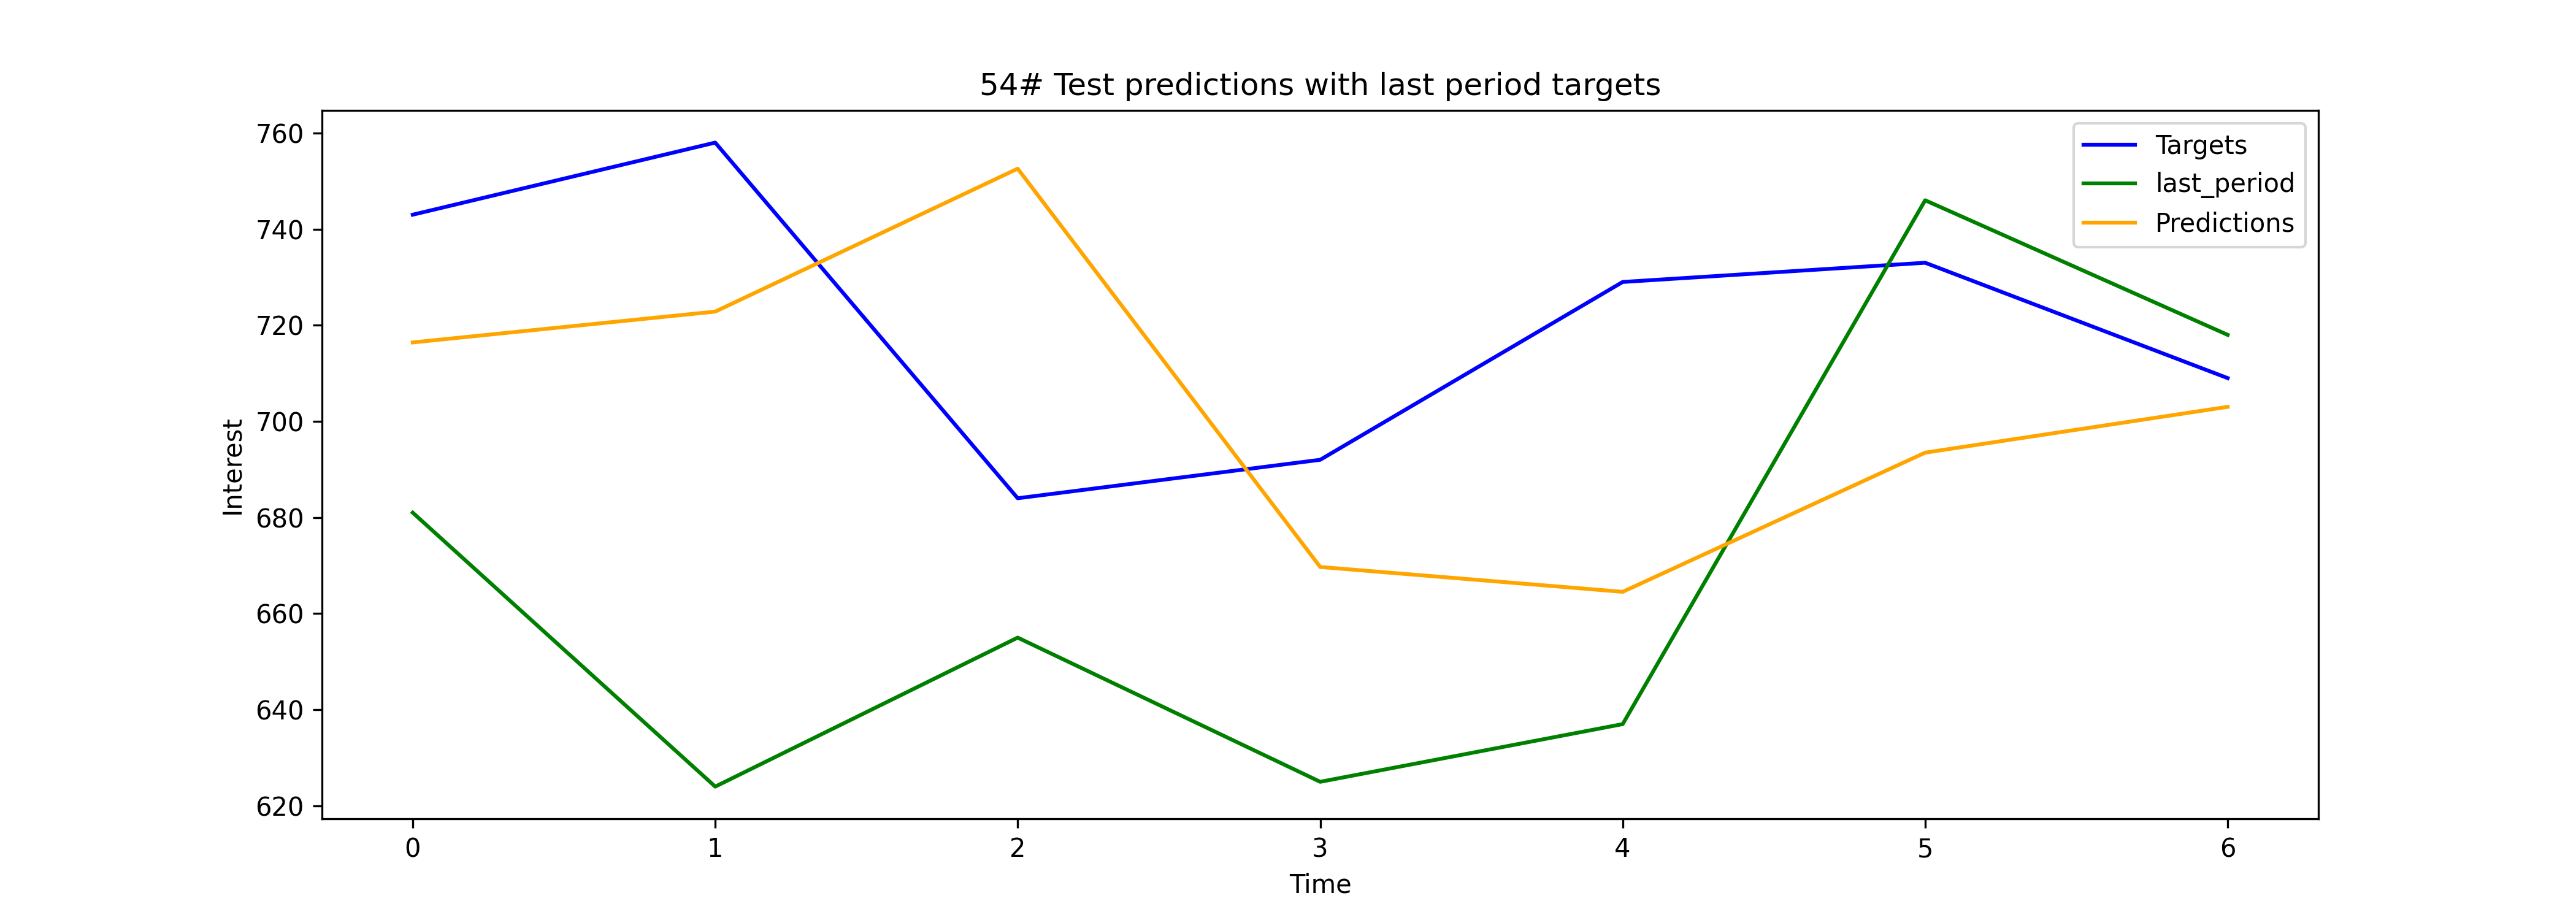 54# Test predictions with last period targets
Targets
last_period
Predictions
760
740
720
700
680
660
640
620
Interest
0 1 2 3 4 5 6
Time